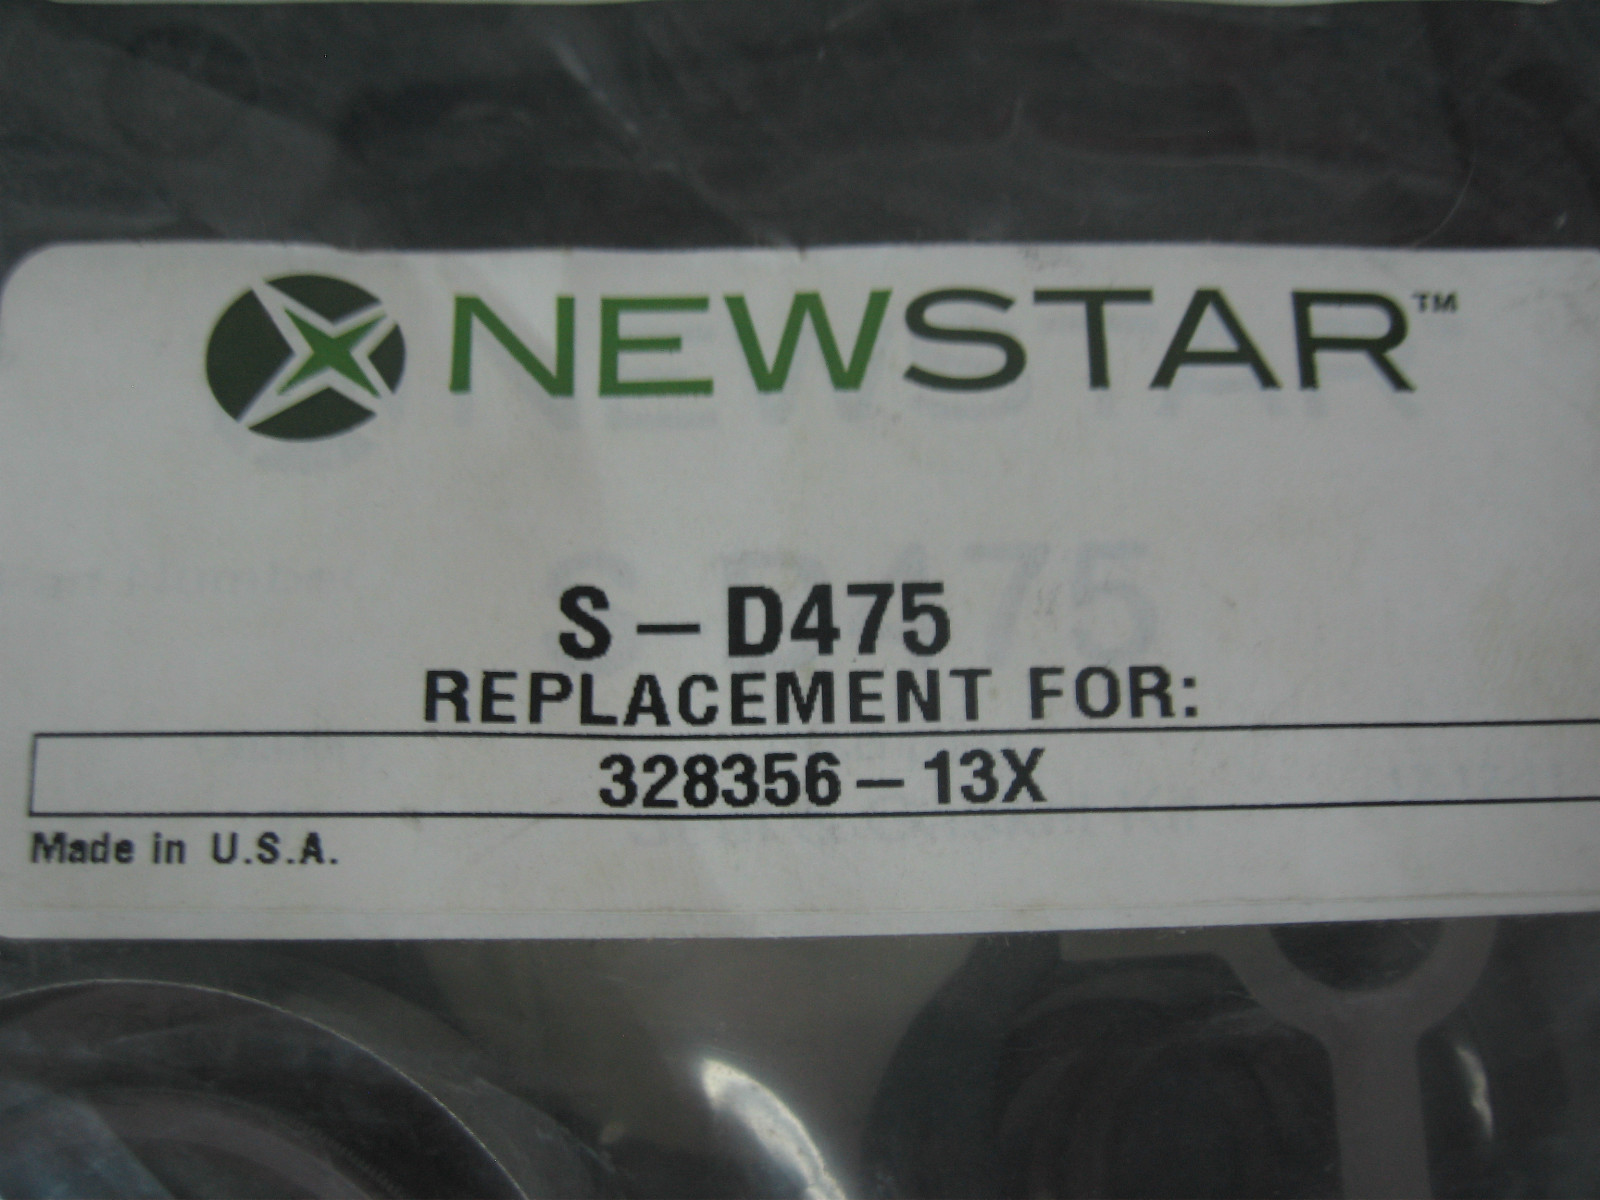 NEWSTAR™
S-D475
REPLACEMENT FOR:
328356-13X
Made in U.S.A.